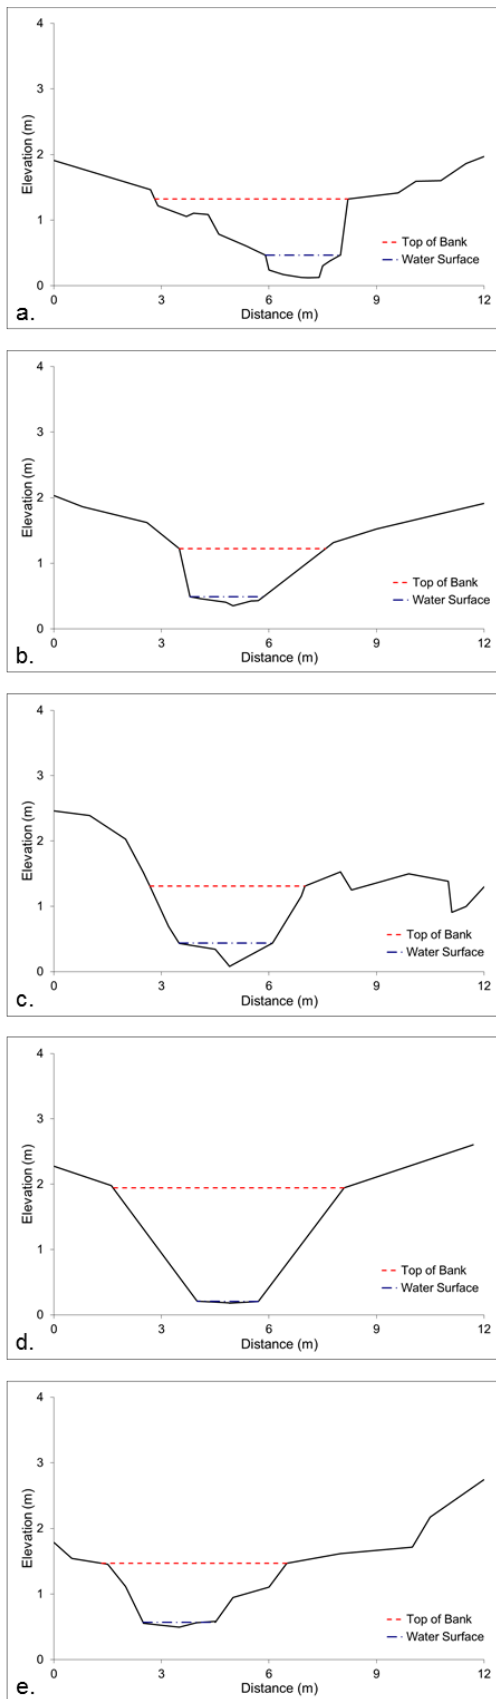 4
3
2
1
0
Elevation (m)
Top of Bank
Water Surface
0 3 6 9 12
Distance (m)
a.
4
3
2
1
0
Elevation (m)
Top of Bank
Water Surface
0 3 6 9 12
Distance (m)
b.
4
3
2
1
0
Elevation (m)
Top of Bank
Water Surface
0 3 6 9 12
Distance (m)
c.
4
3
2
1
0
Elevation (m)
Top of Bank
Water Surface
0 3 6 9 12
Distance (m)
d.
4
3
2
1
0
Elevation (m)
Top of Bank
Water Surface
0 3 6 9 12
Distance (m)
e.